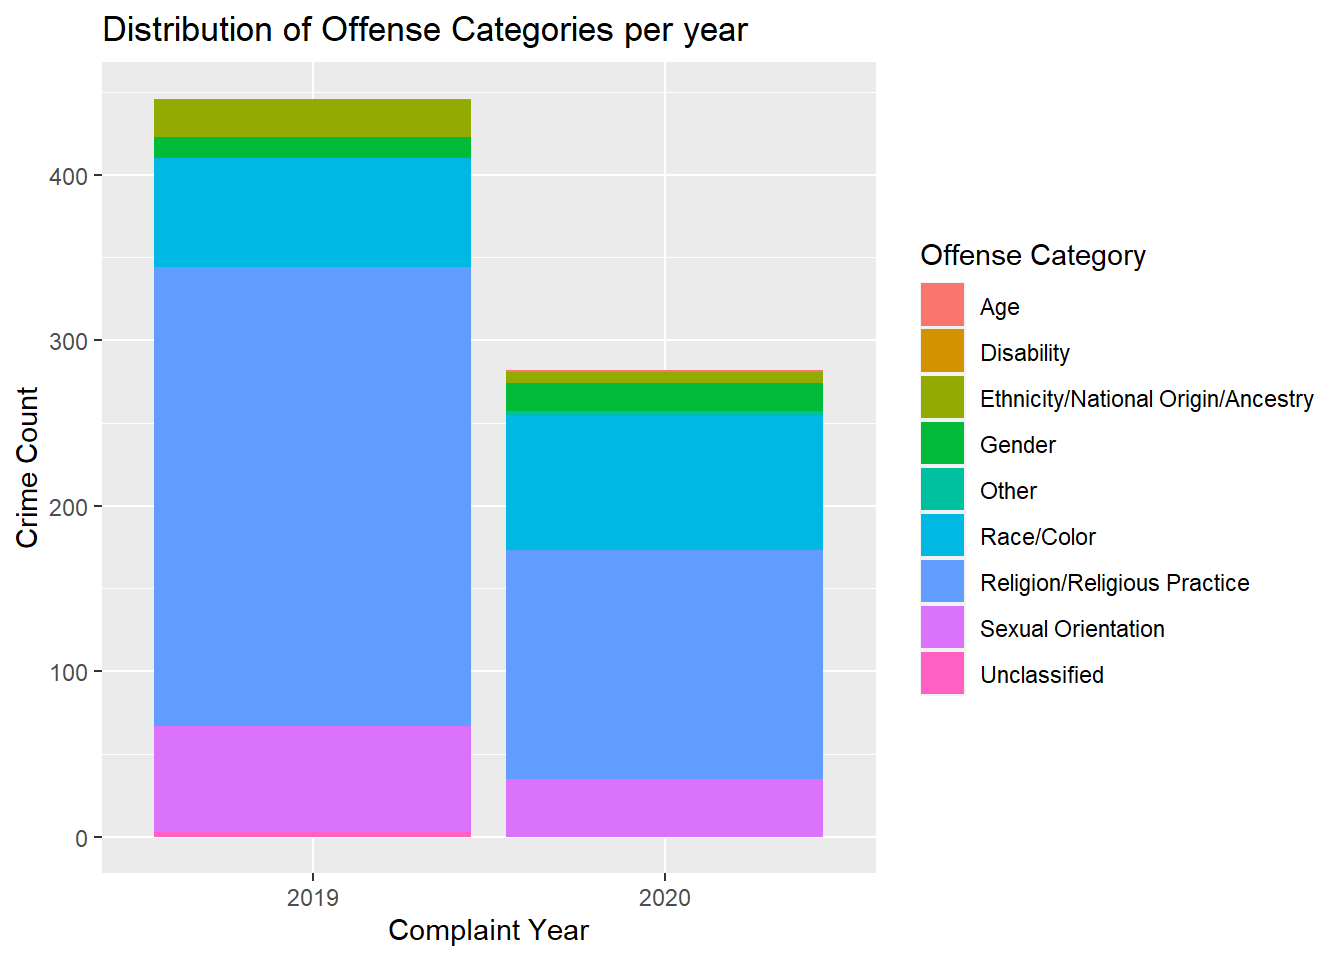 Distribution of Offense Categories per year
Crime Count
400
300
200
100
0
2019
2020
Complaint Year
Offense Category
Age
Disability
Ethnicity/National Origin/Ancestry
Gender
Other
Race/Color
Religion/Religious Practice
Sexual Orientation
Unclassified